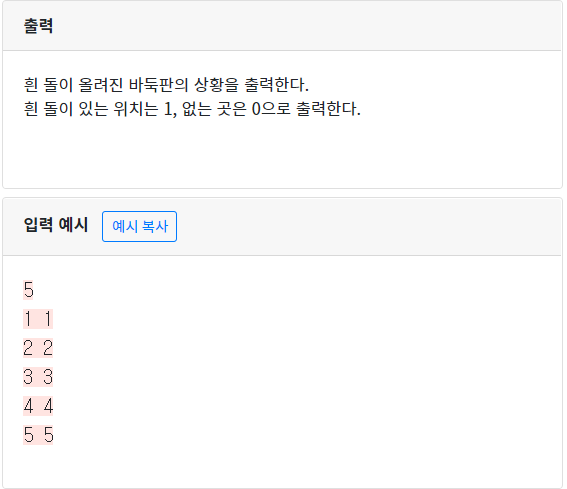 출력
흰 돌이 올려진 바둑판의 상황을 출력한다.
흰 돌이 있는 위치는 1, 없는 곳은 0으로 출력한다.
입력 예시 예시 복사
5
1 1
2 2
3 3
4 4
5 5